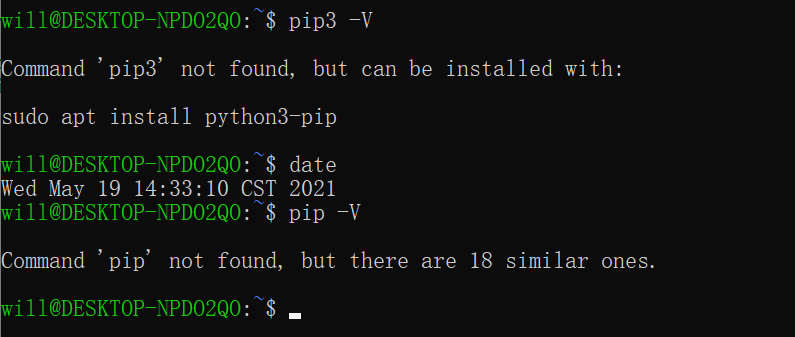 will@DESKTOP-NPDO2QO:~$ pip3 -V
Command 'pip3' not found, but can be installed with:
sudo apt install python3-pip
will@DESKTOP-NPDO2QO:~$ date
Wed May 19 14:33:10 CST 2021
will@DESKTOP-NPDO2QO:~$ pip -V
Command 'pip' not found, but there are 18 similar ones.
will@DESKTOP-NPDO2QO:~$